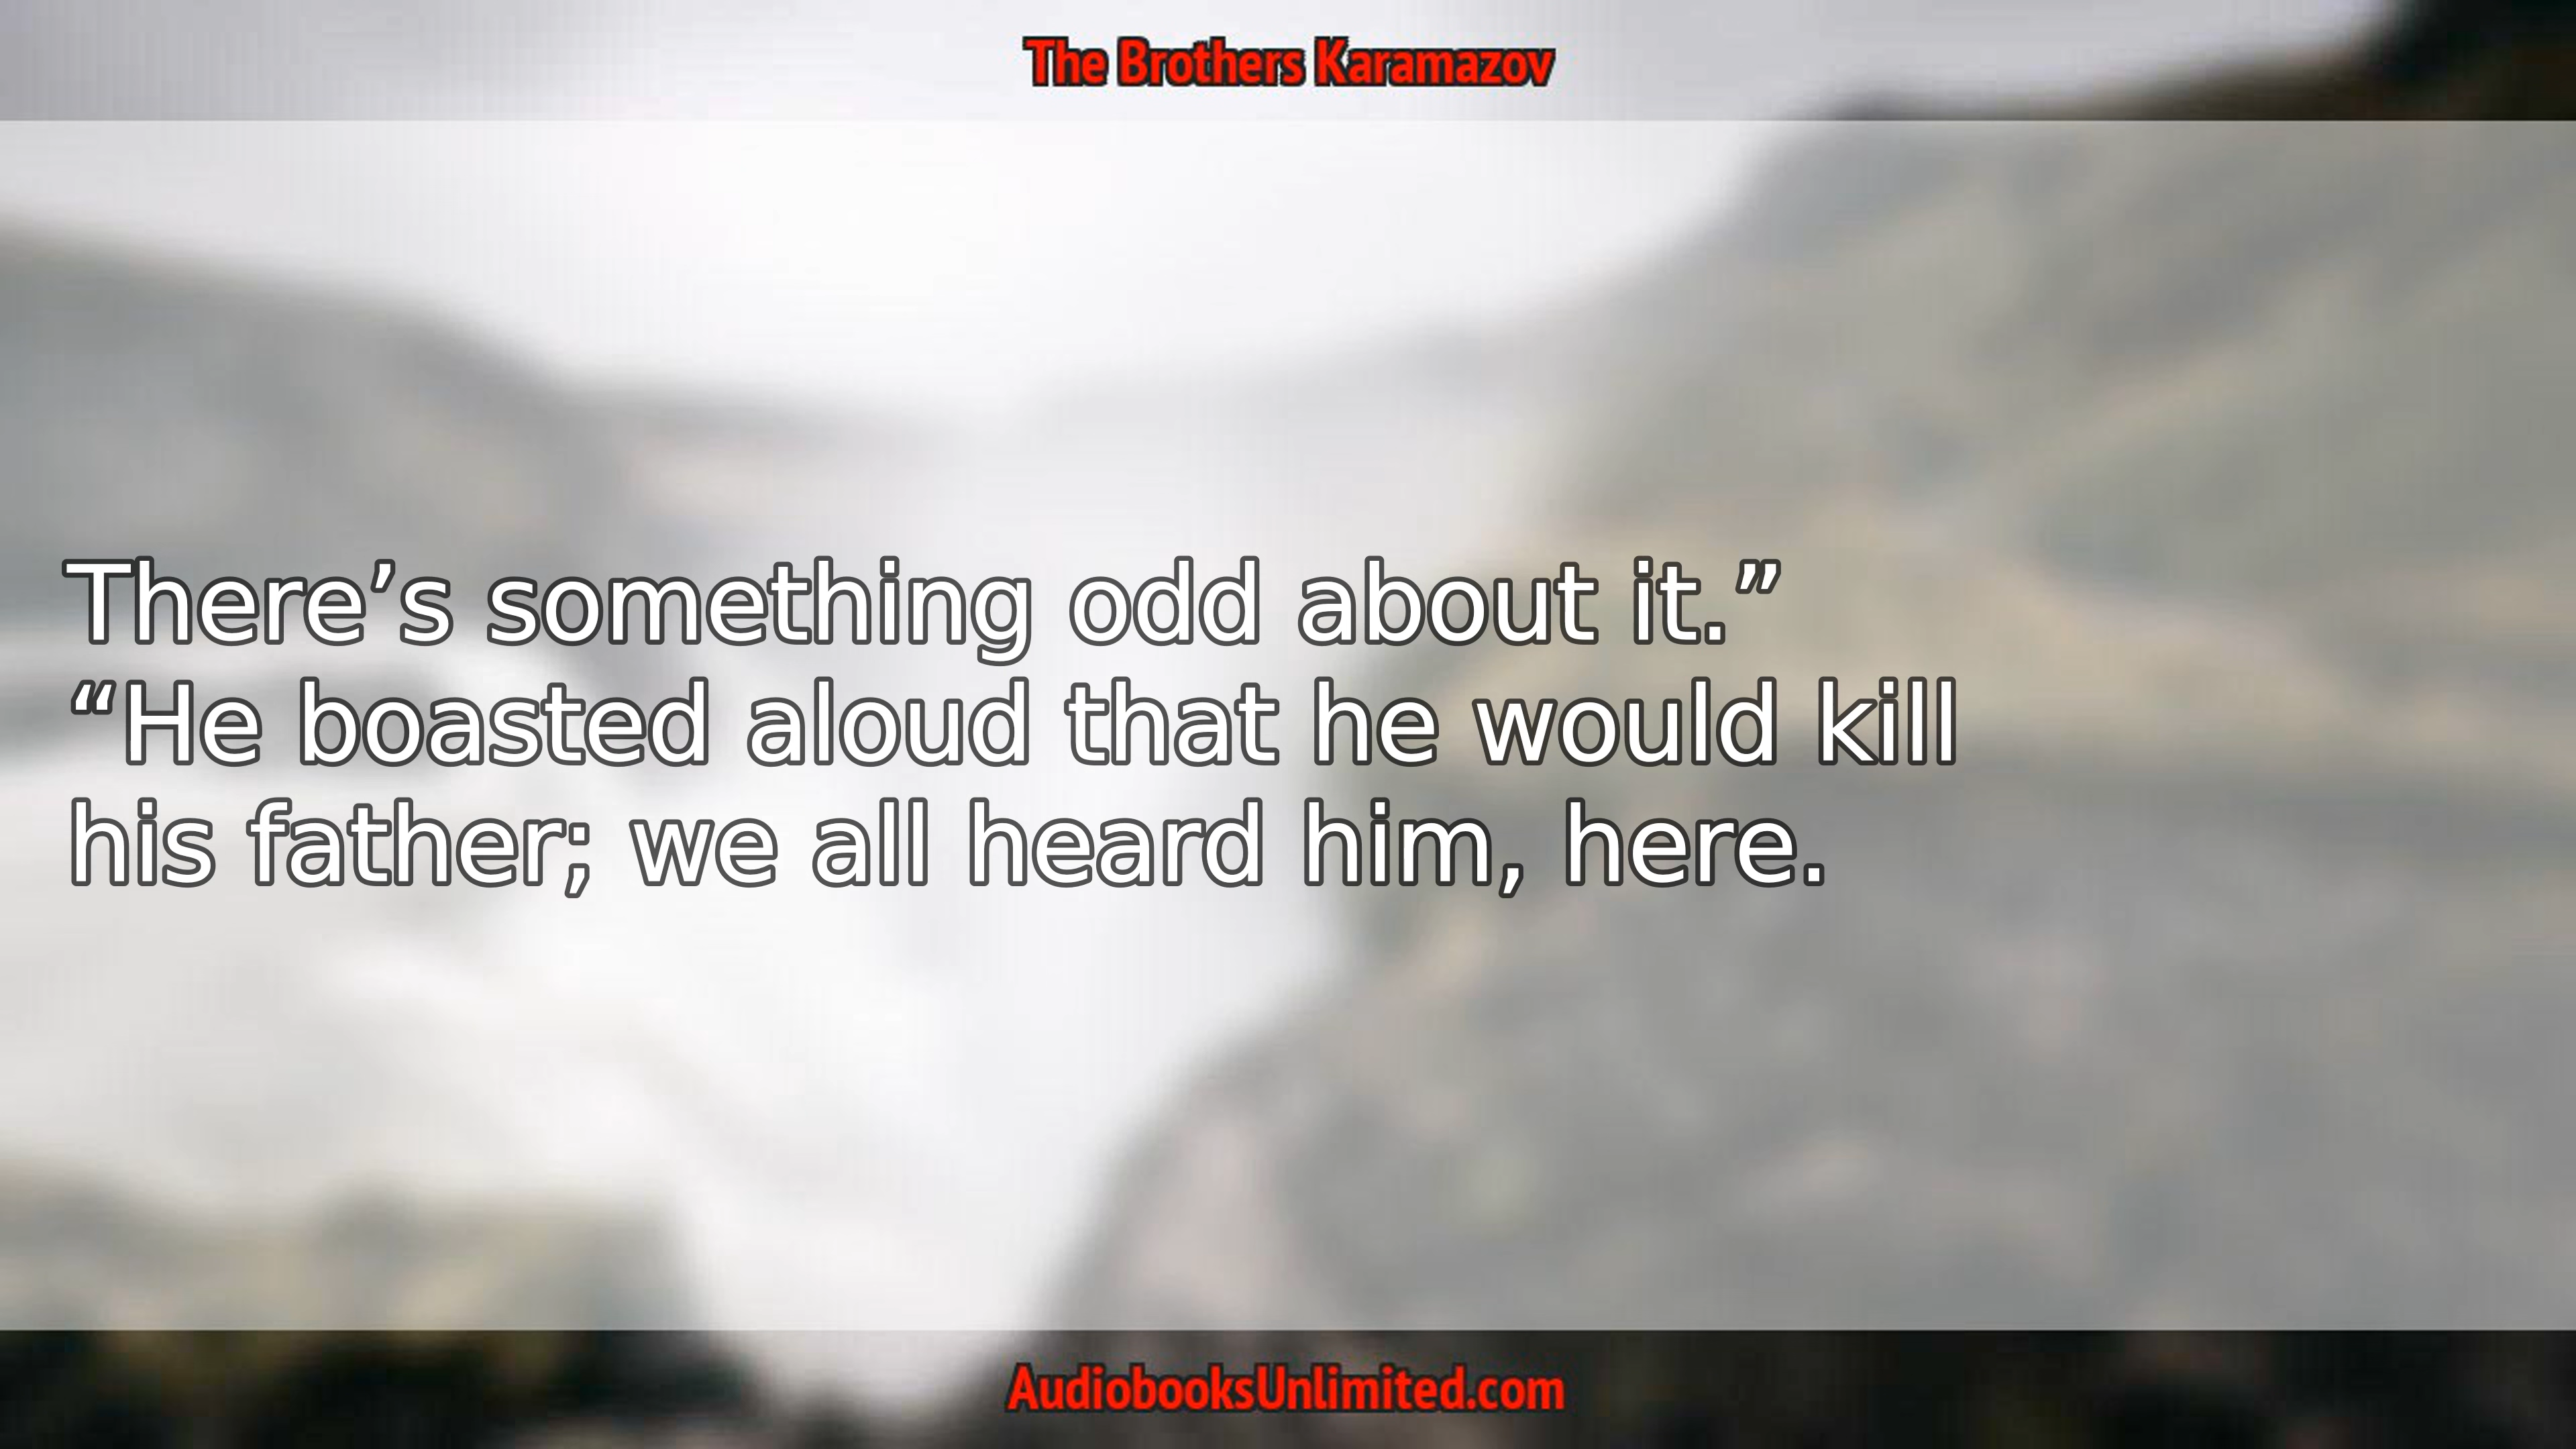 The Brothers Karamazov
There’s something odd about it.”
“He boasted aloud that he would kill
his father; we all heard him, here.
AudiobooksUnlimited.com